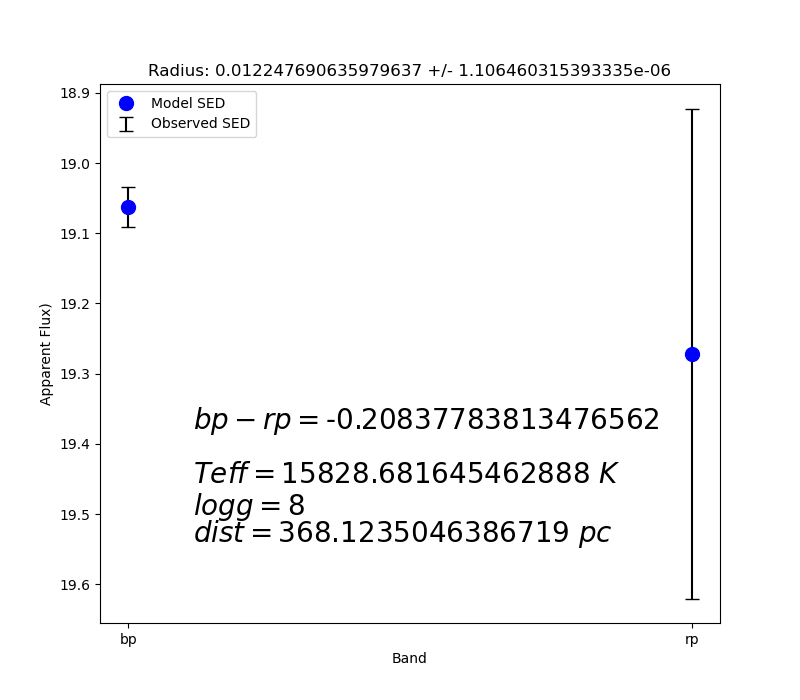 Radius: 0.012247690635979637 +/- 1.106460315393335e-06
Model SED
Observed SED
18.9
19.0
19.1
19.2
19.3
19.4
19.5
19.6
Apparent Flux)
bp − rp = -0.20837783813476562
Teff = 15828.681645462888 K
logg = 8
dist = 368.1235046386719 pc
bp
rp
Band